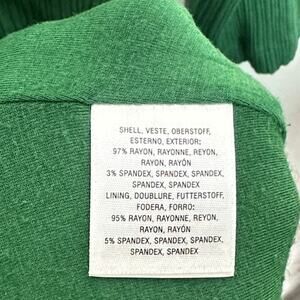 SHELL, VESTE, OBERSTOFF,
ESTERNO, EXTERIOR:
97% RAYON, RAYONNE, REYON,
RAYON, RAYÓN
3% SPANDEX, SPANDEX, SPANDEX,
SPANDEX, SPANDEX
LINING, DOUBLURE, FUTTERSTOFF,
FODERA, FORRO:
95% RAYON, RAYONNE, REYON,
RAYON, RAYÓN
5% SPANDEX, SPANDEX, SPANDEX,
SPANDEX, SPANDEX